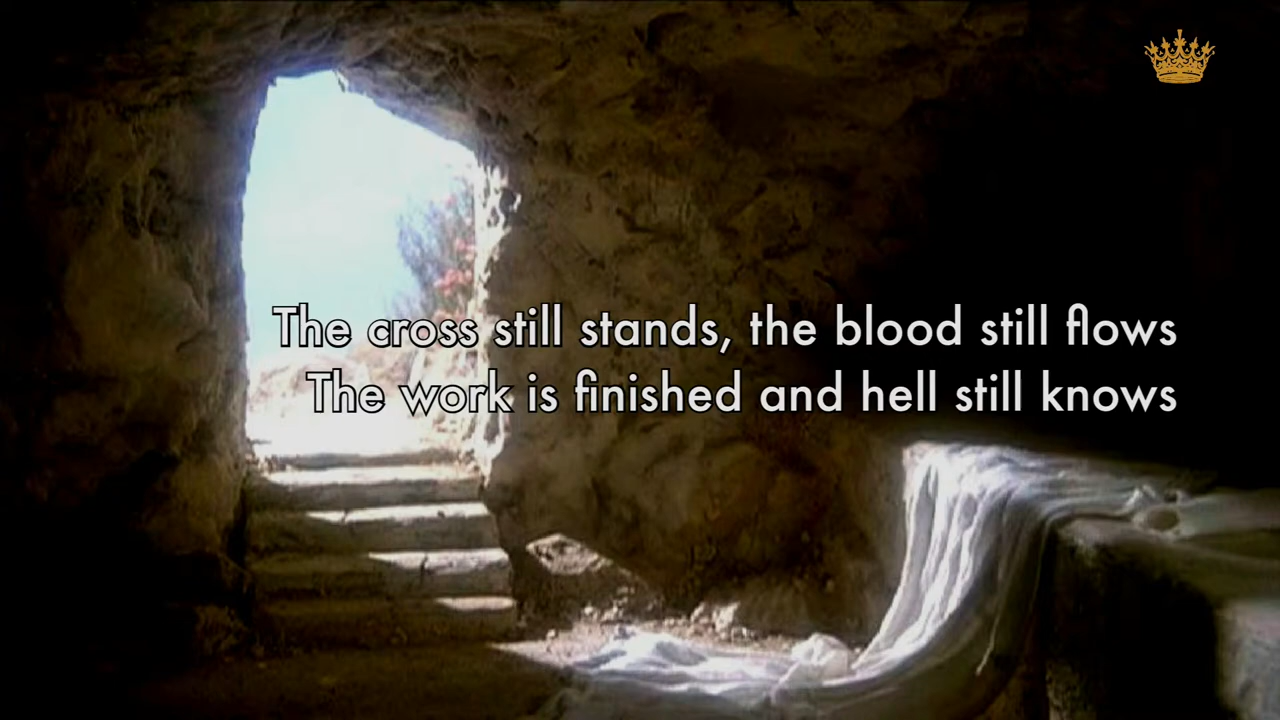 The cross still stands, the blood still flows
The work is finished and hell still knows